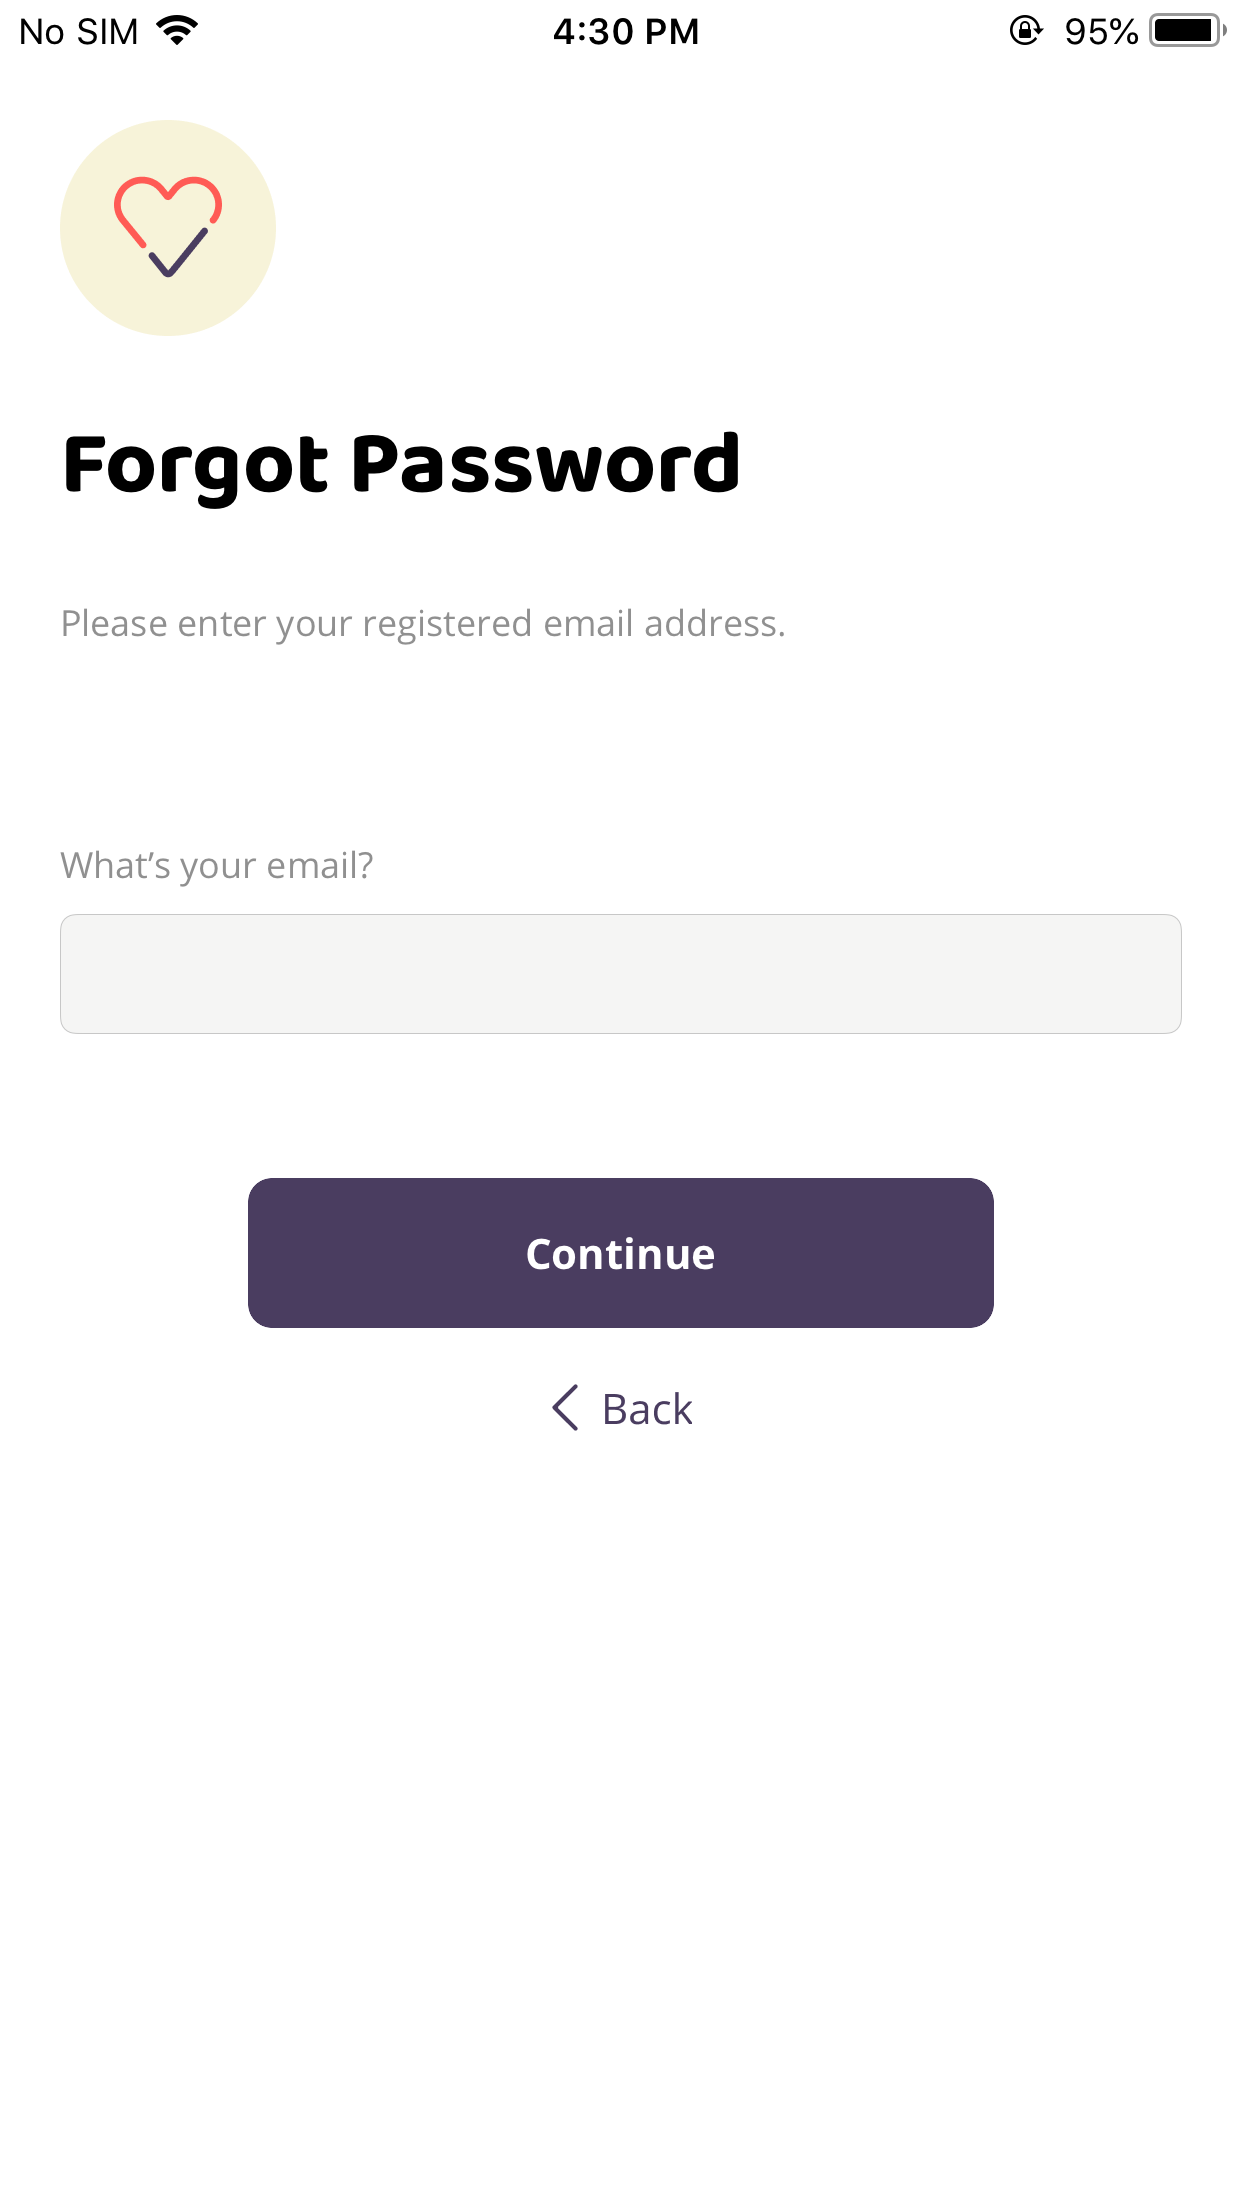 No SIM 4:30 PM 95%
Forgot Password
Please enter your registered email address.
What’s your email?
Continue
Back